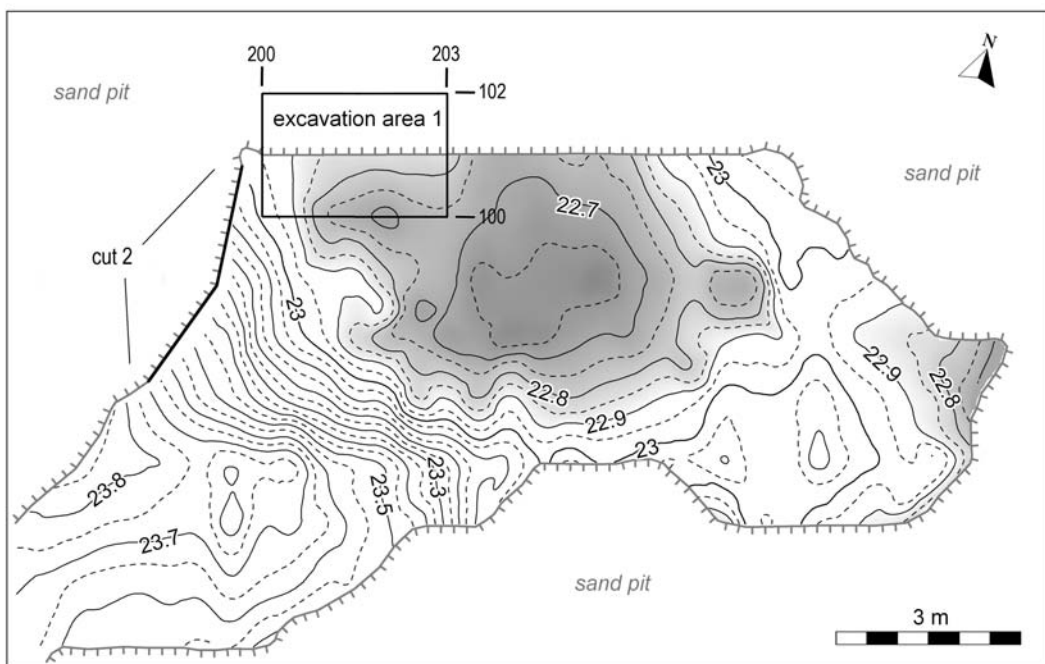 200
203
N
sand pit
102
excavation area 1
23
sand pit
22.7
100
cut 2
23
22.9
22.8
22.8
22.9
23
23.8
23.3
23.5
23.7
sand pit
3 m